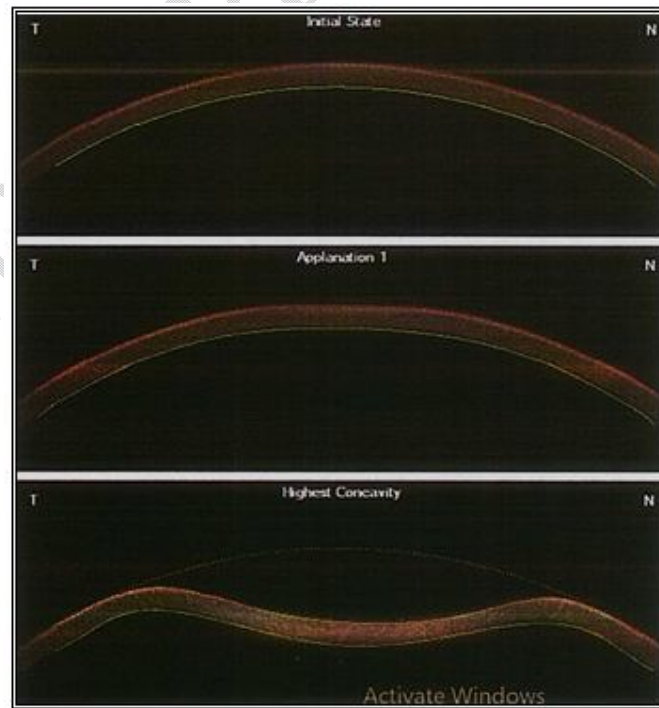 Initial State
T N
Applanation 1
T N
Highest Concavity
T N
Activate Windows